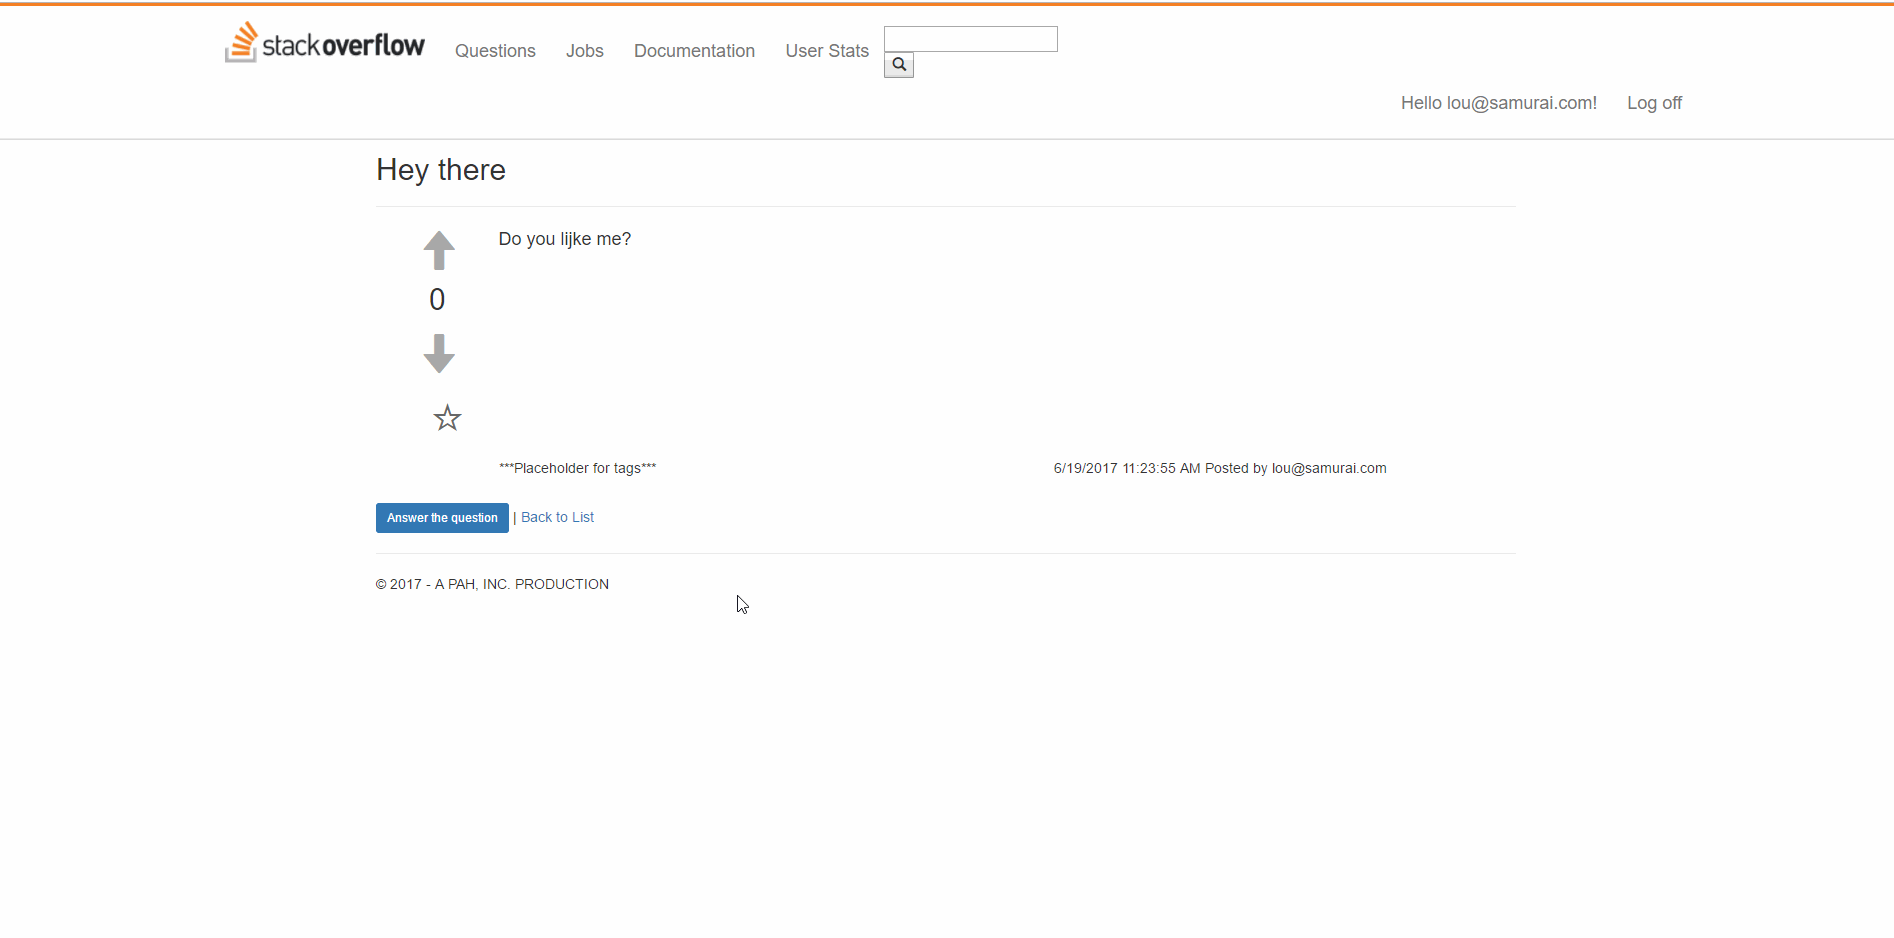 stackoverflow Questions Jobs Documentation User Stats
Hello lou@samurai.com! Log off
Hey there
Do you lijke me?
0
***Placeholder for tags*** 6/19/2017 11:23:55 AM Posted by lou@samurai.com
Answer the question | Back to List
© 2017 - A PAH, INC. PRODUCTION